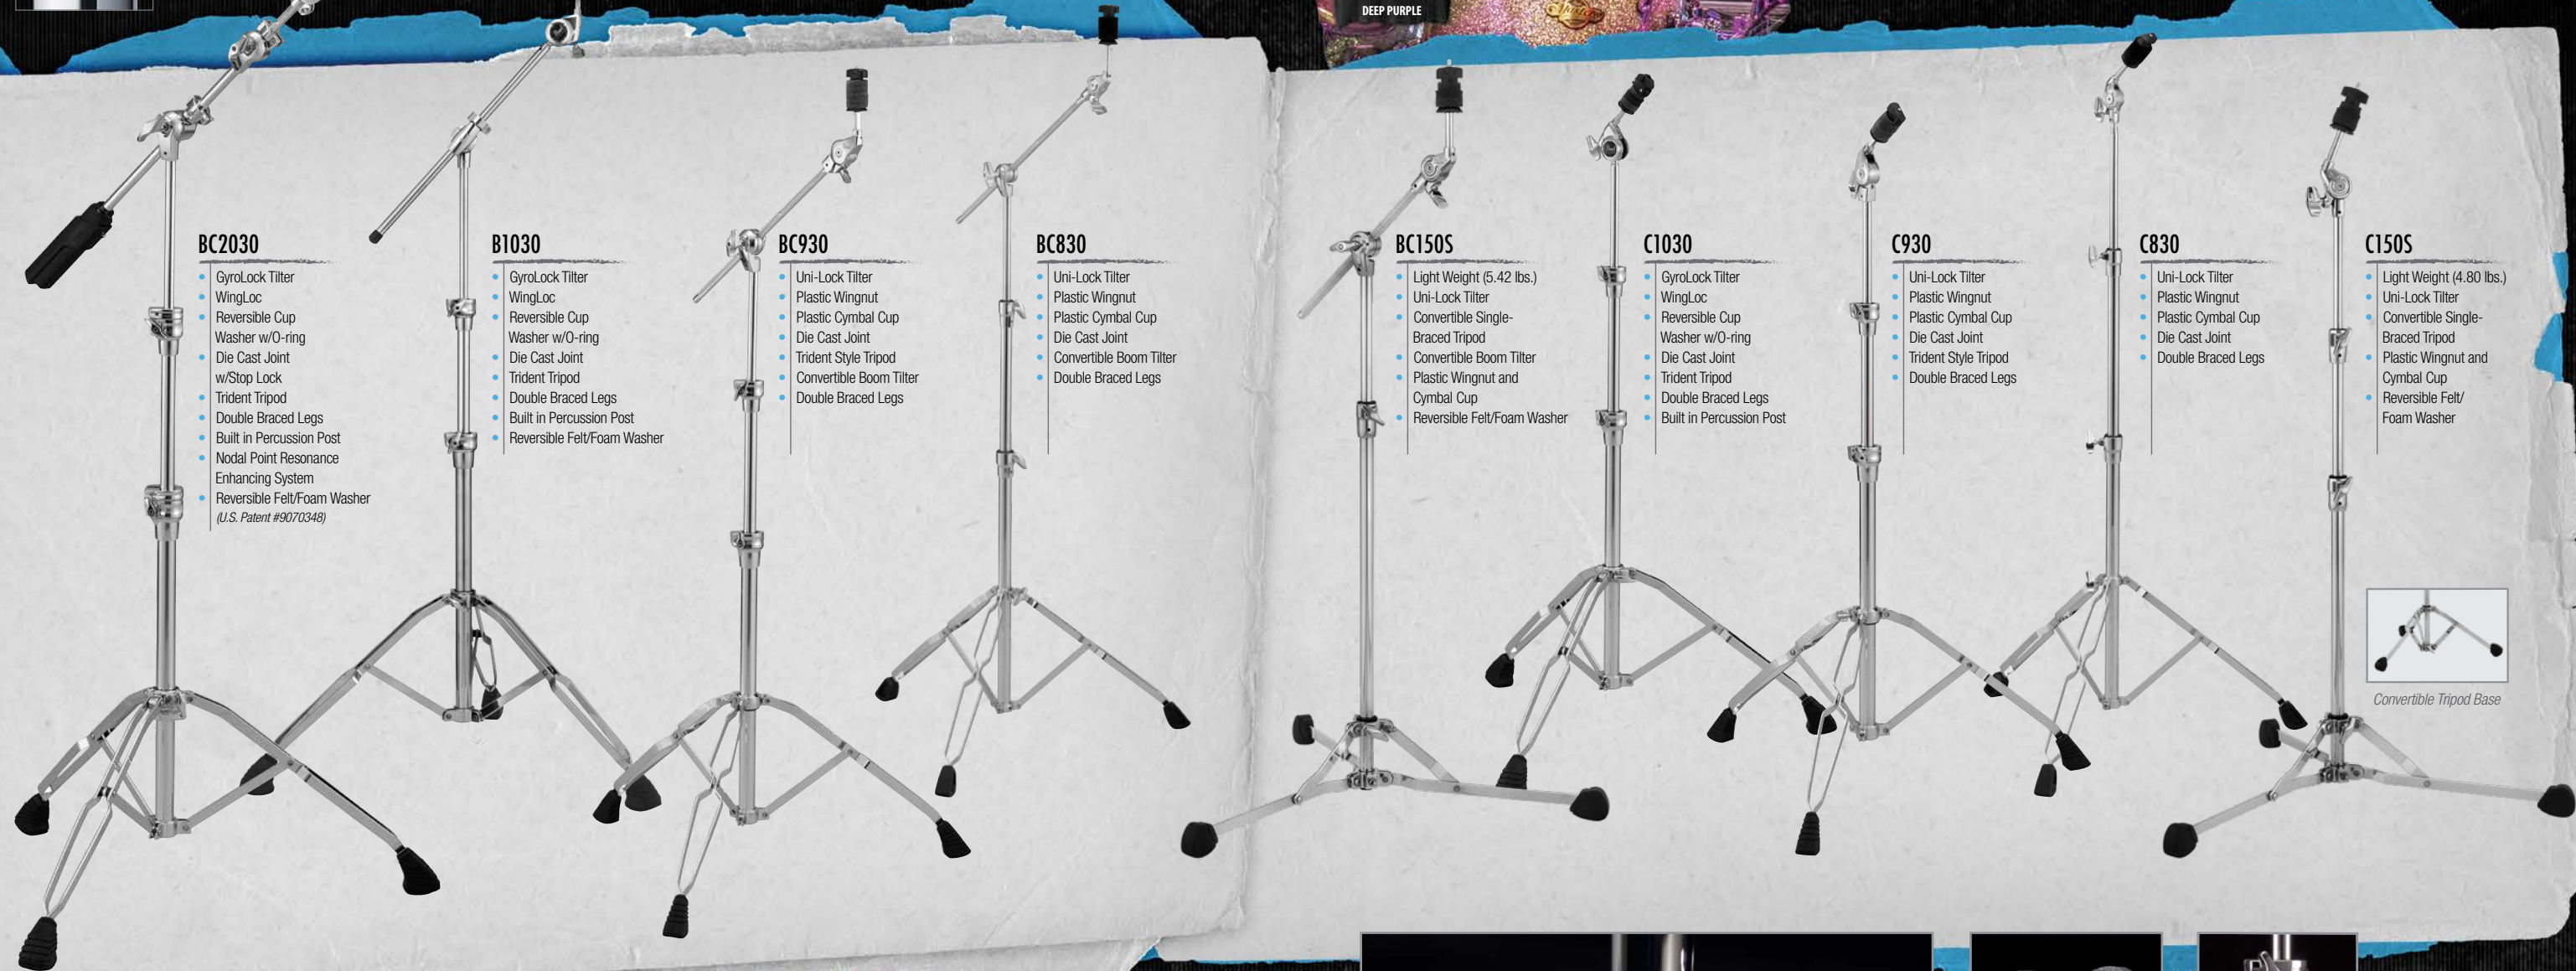 DEEP PURPLE
BC2030
GyroLock Tilter
WingLoc
Reversible Cup
Washer w/O-ring
Die Cast Joint
w/Stop Lock
Trident Tripod
Double Braced Legs
Built in Percussion Post
Nodal Point Resonance
Enhancing System
Reversible Felt/Foam Washer
(U.S. Patent #9070348)
B1030
GyroLock Tilter
WingLoc
Reversible Cup
Washer w/O-ring
Die Cast Joint
Trident Tripod
Double Braced Legs
Built in Percussion Post
Reversible Felt/Foam Washer
BC930
Uni-Lock Tilter
Plastic Wingnut
Plastic Cymbal Cup
Die Cast Joint
Trident Style Tripod
Convertible Boom Tilter
Double Braced Legs
BC830
Uni-Lock Tilter
Plastic Wingnut
Plastic Cymbal Cup
Die Cast Joint
Convertible Boom Tilter
Double Braced Legs
BC150S
Light Weight (5.42 lbs.)
Uni-Lock Tilter
Convertible Single-
Braced Tripod
Convertible Boom Tilter
Plastic Wingnut and
Cymbal Cup
Reversible Felt/Foam Washer
C1030
GyroLock Tilter
WingLoc
Reversible Cup
Washer w/O-ring
Die Cast Joint
Trident Tripod
Double Braced Legs
Built in Percussion Post
C930
Uni-Lock Tilter
Plastic Wingnut
Plastic Cymbal Cup
Die Cast Joint
Trident Style Tripod
Double Braced Legs
C830
Uni-Lock Tilter
Plastic Wingnut
Plastic Cymbal Cup
Die Cast Joint
Double Braced Legs
C150S
Light Weight (4.80 lbs.)
Uni-Lock Tilter
Convertible Single-
Braced Tripod
Plastic Wingnut and
Cymbal Cup
Reversible Felt/
Foam Washer
Convertible Tripod Base